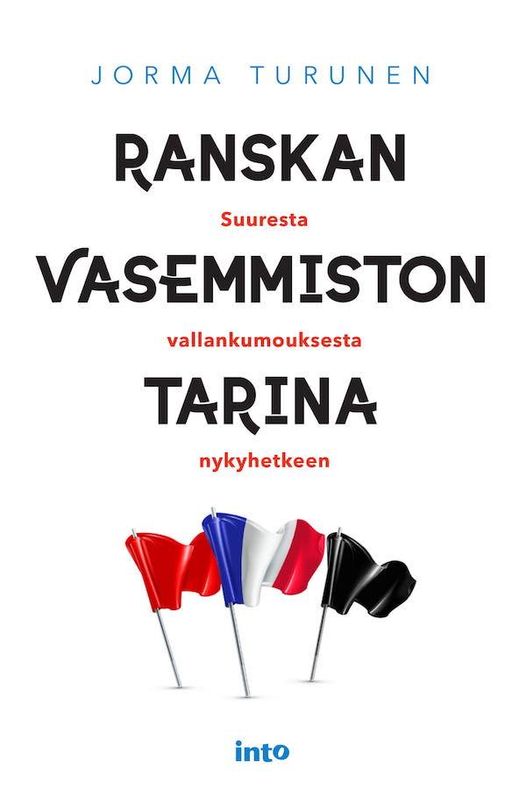 JORMA TURUNEN
RANSKAN
Suuresta
VASEMMISTON
vallankumouksesta
TARINA
nykyhetkeen
into